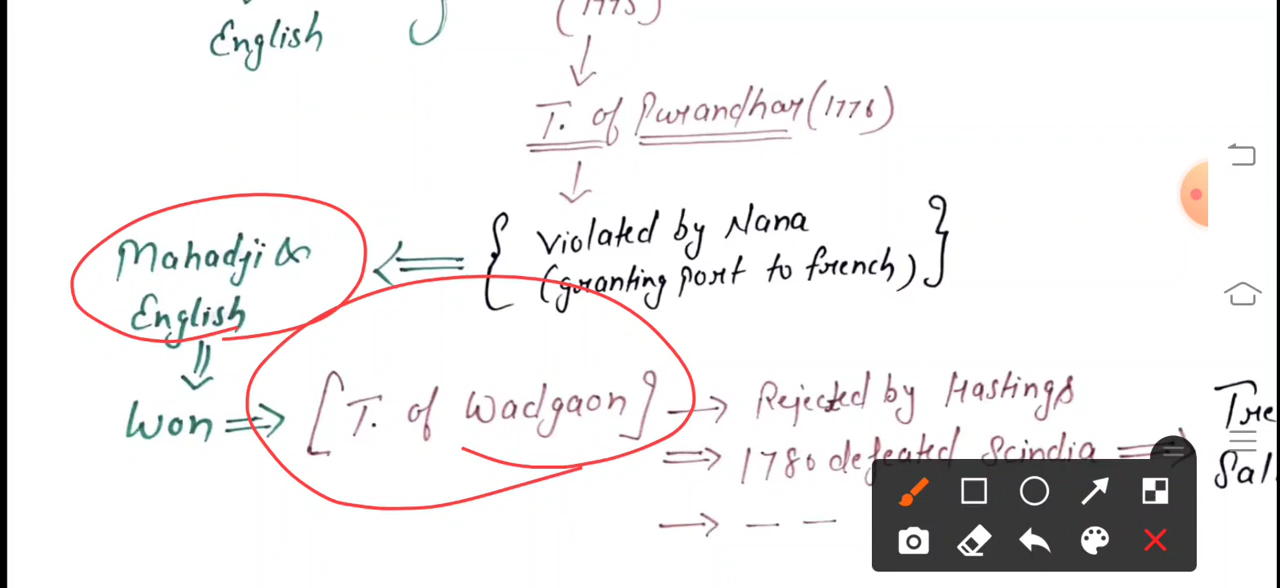 (1775)
English
T. of Purandhar (1776)
{ violated by Nana
(granting port to french) }
Mahadji &
English
Won ⇒ [T. of Wadgaon] → Rejected by Hastings
⇒ 1780 defeated Scindia ⇒
→ – –
Tre
Sal